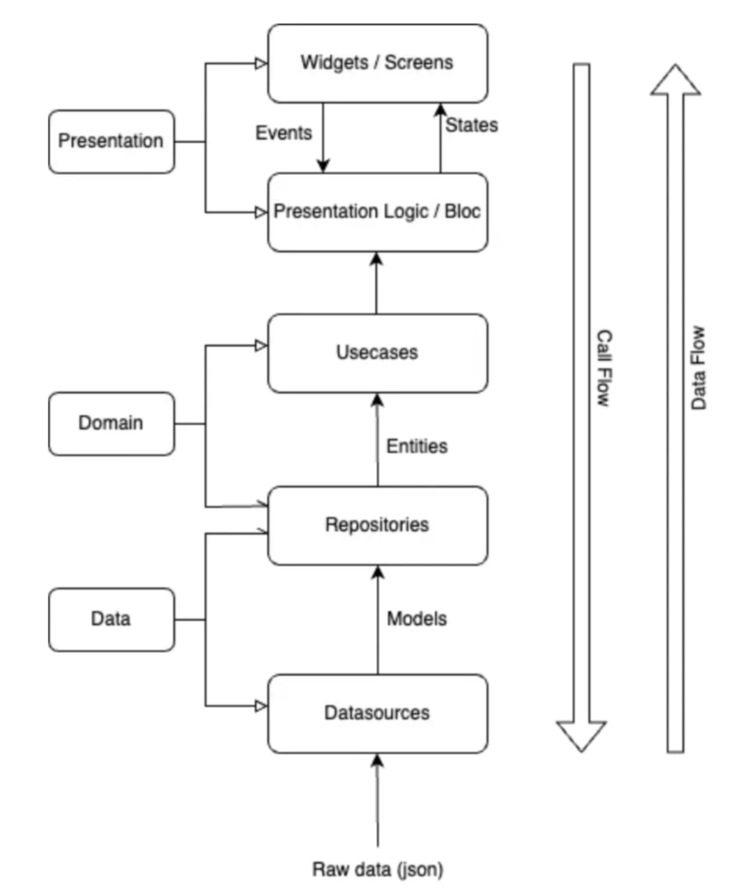 Widgets / Screens
Presentation
Events
States
Presentation Logic / Bloc
Usecases
Call Flow
Data Flow
Domain
Entities
Repositories
Data
Models
Datasources
Raw data (json)